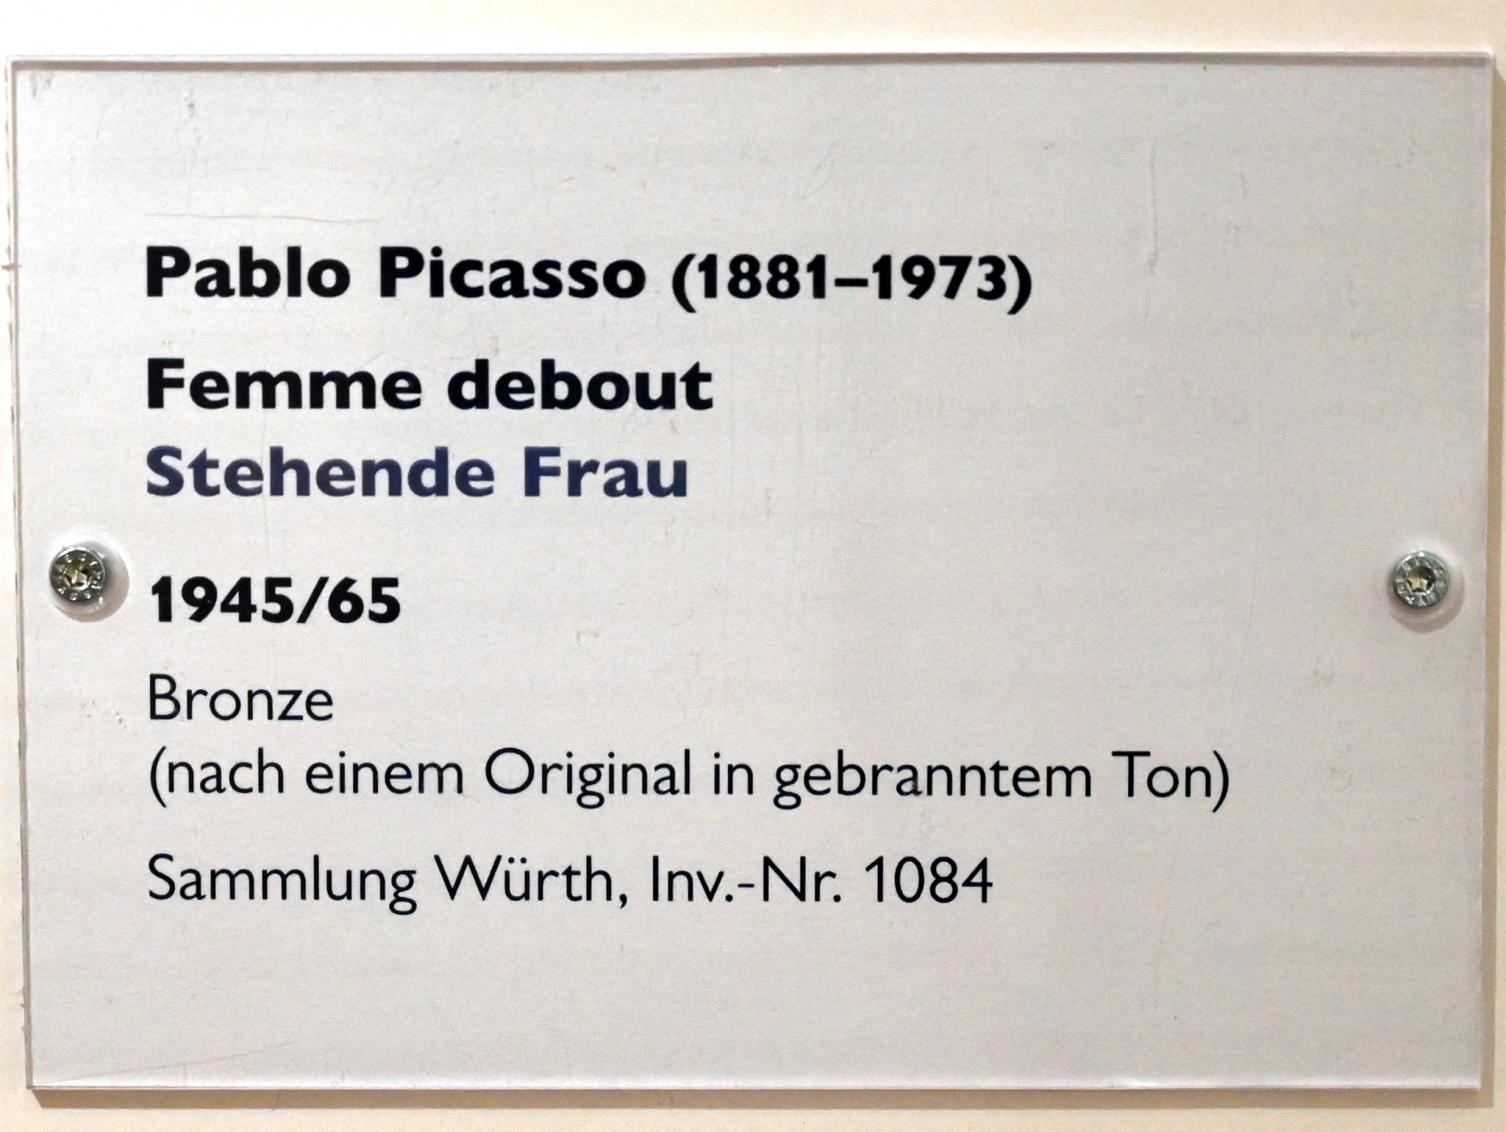 Pablo Picasso (1881–1973)
Femme debout
Stehende Frau
1945/65
Bronze
(nach einem Original in gebranntem Ton)
Sammlung Würth, Inv.-Nr. 1084